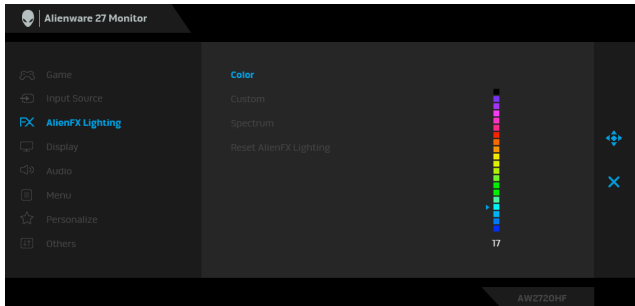 Alienware 27 Monitor
Game
Input Source
FX AlienFX Lighting
Display
Audio
Menu
Personalize
Others
Color
Custom
Spectrum
Reset AlienFX Lighting
17
AW2720HF